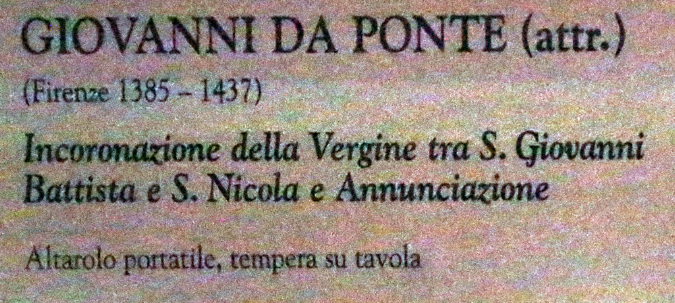 GIOVANNI DA PONTE (attr.)
(Firenze 1385 – 1437)
Incoronazione della Vergine tra S. Giovanni
Battista e S. Nicola e Annunciazione
Altarolo portatile, tempera su tavola